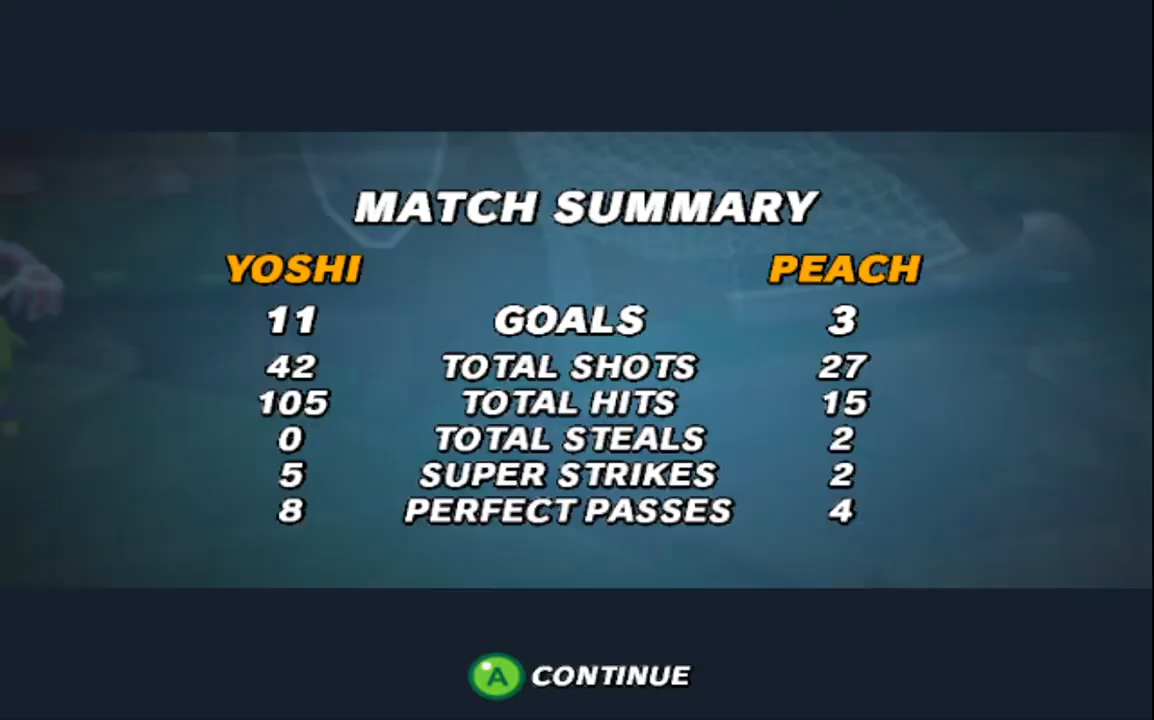 MATCH SUMMARY
YOSHI PEACH
11 GOALS 3
42 TOTAL SHOTS 27
105 TOTAL HITS 15
0 TOTAL STEALS 2
5 SUPER STRIKES 2
8 PERFECT PASSES 4
A CONTINUE